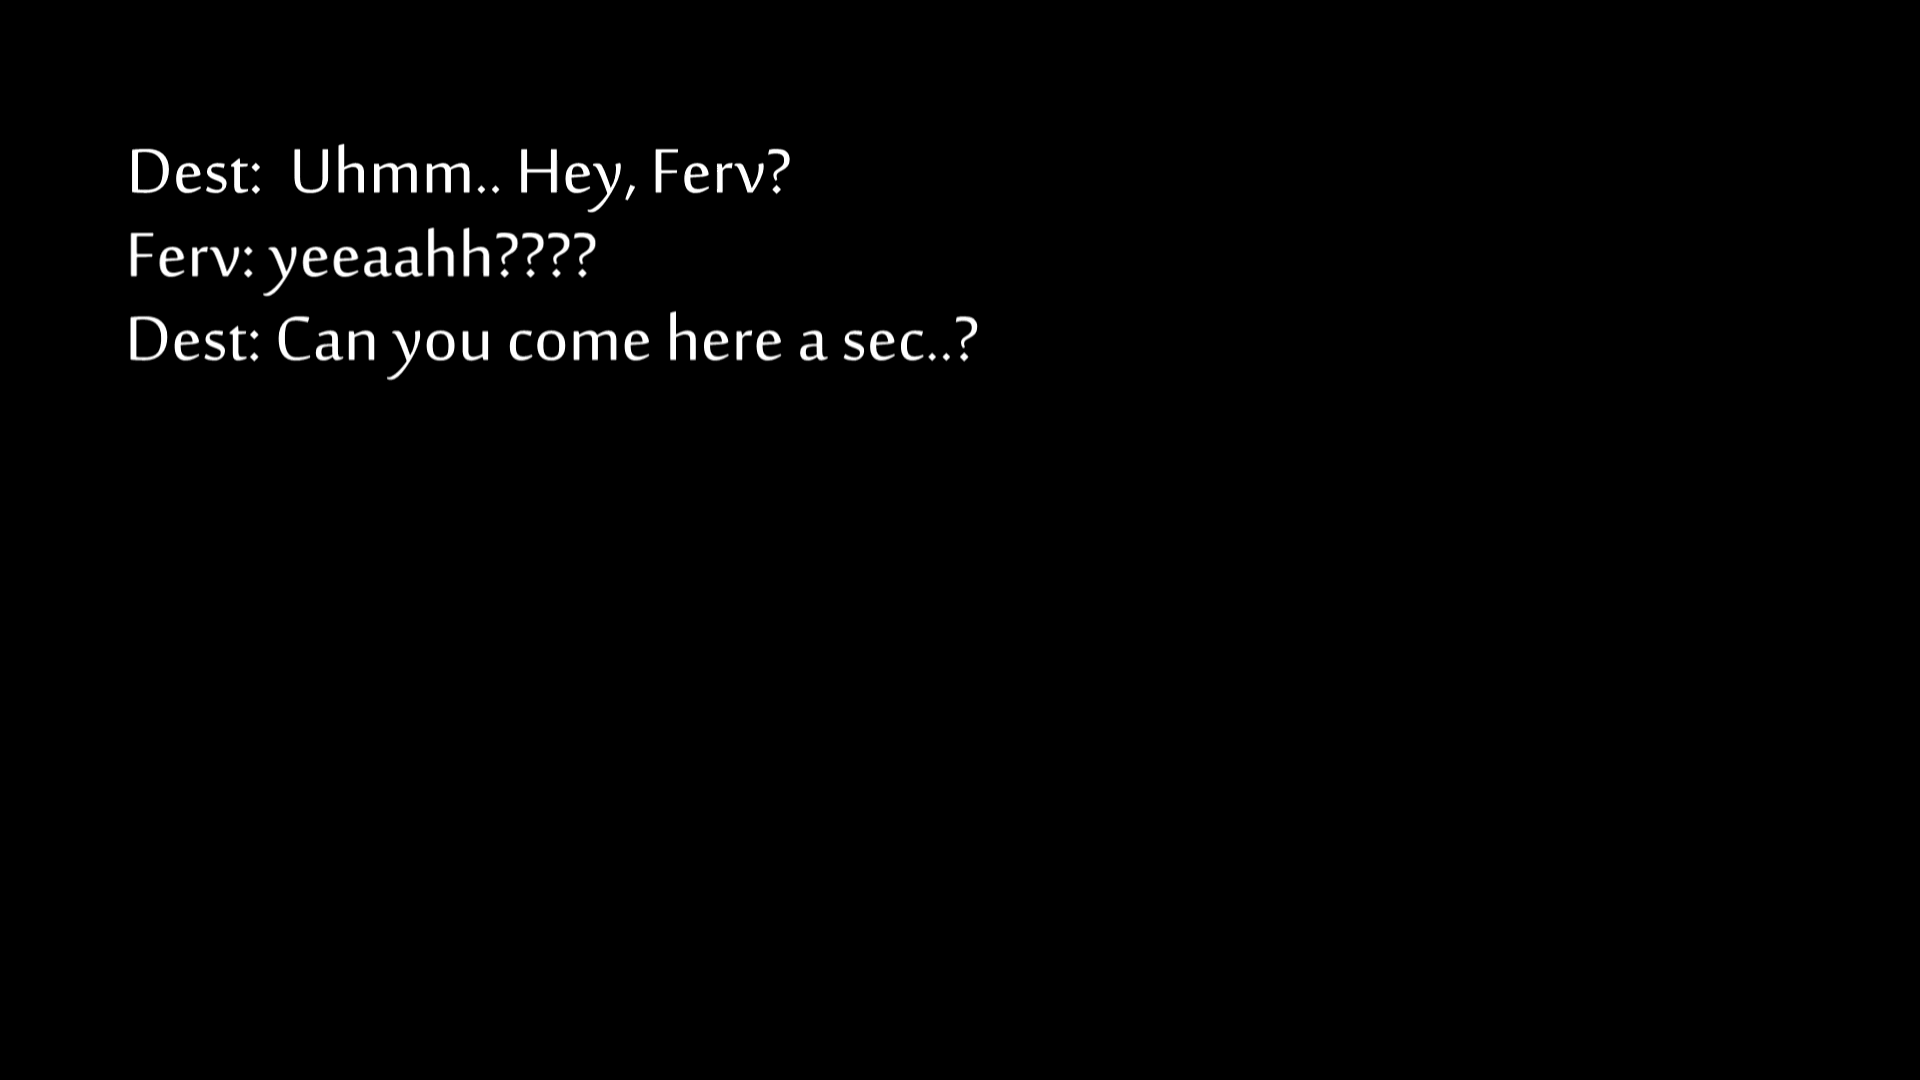 Dest:  Uhmm.. Hey, Ferv?
Ferv: yeeaahh????
Dest: Can you come here a sec..?